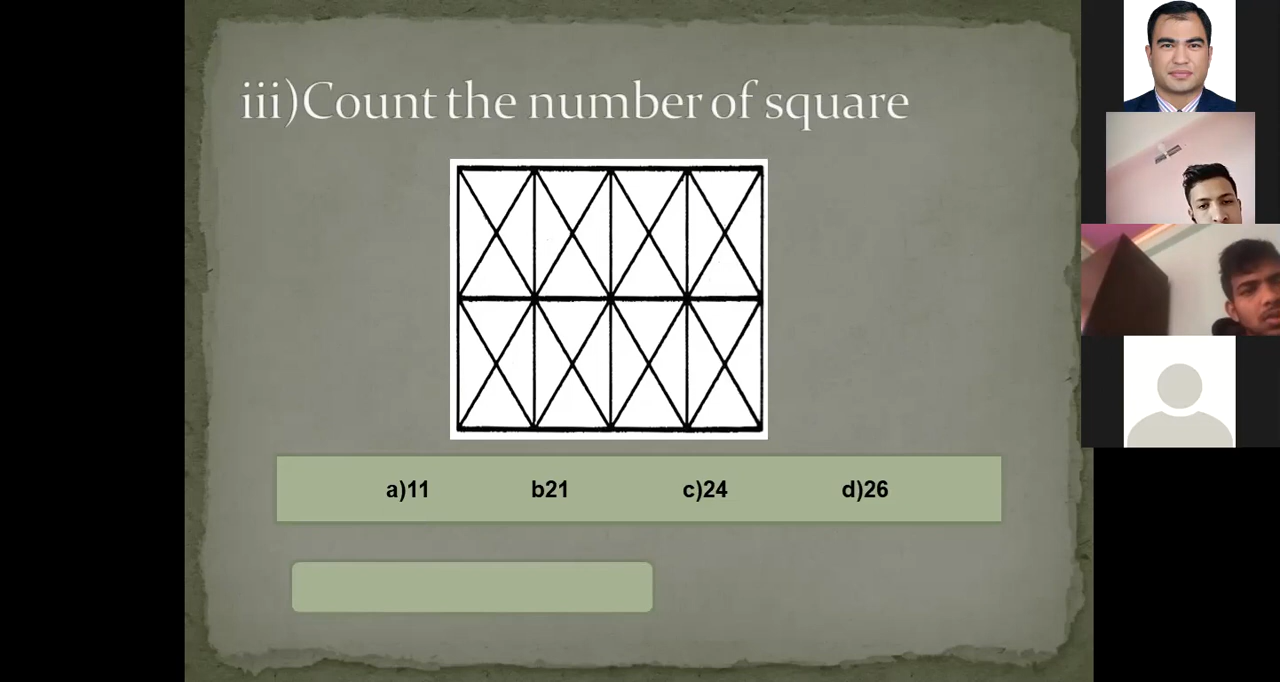 iii)Count the number of square
a)11 b21 c)24 d)26